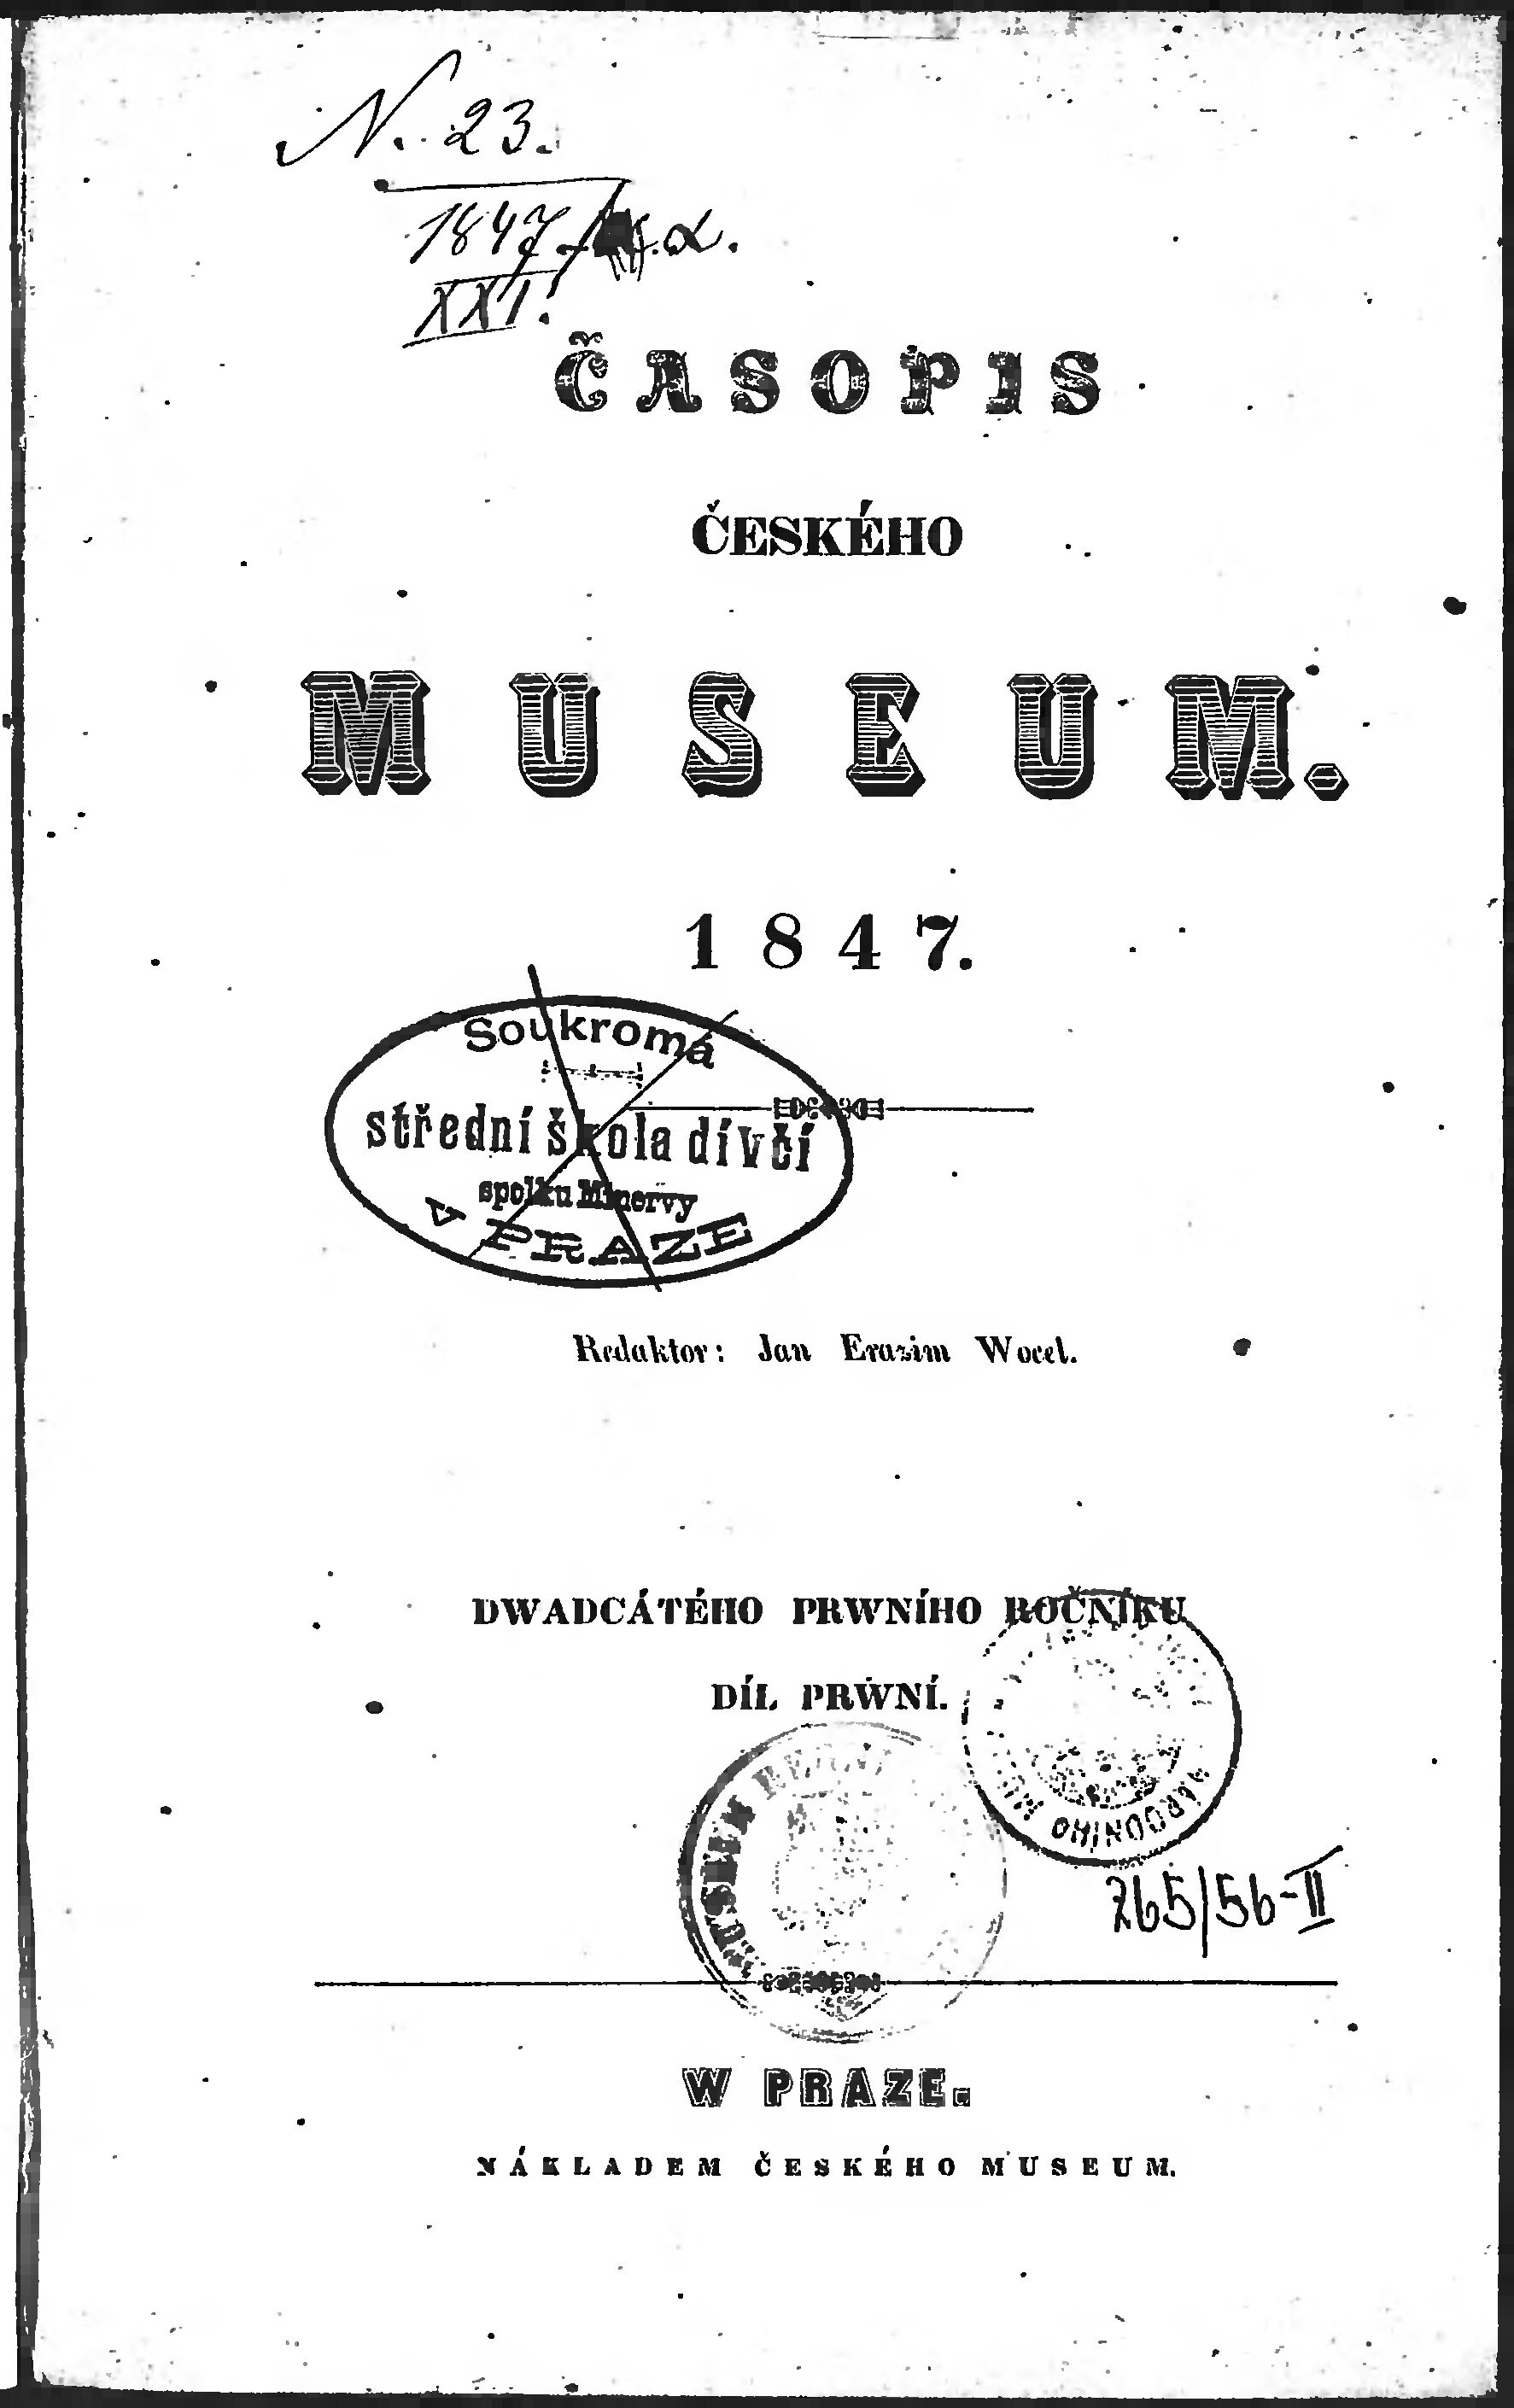 N. 23.
1847
XXI.
ČASOPIS
ČESKÉHO
MUSEUM.
1847.
Soukromá
střední škola dívčí
spolku Minervy
v PRAZE
Redaktor: Jan Erazim Wocel.
DWADCÁTÉHO PRWNÍHO ROČNÍKU
DÍL PRWNÍ.
NÁRODNIHO
265/56-II
W PRAZE.
NÁKLADEM ČESKÉHO MUSEUM.